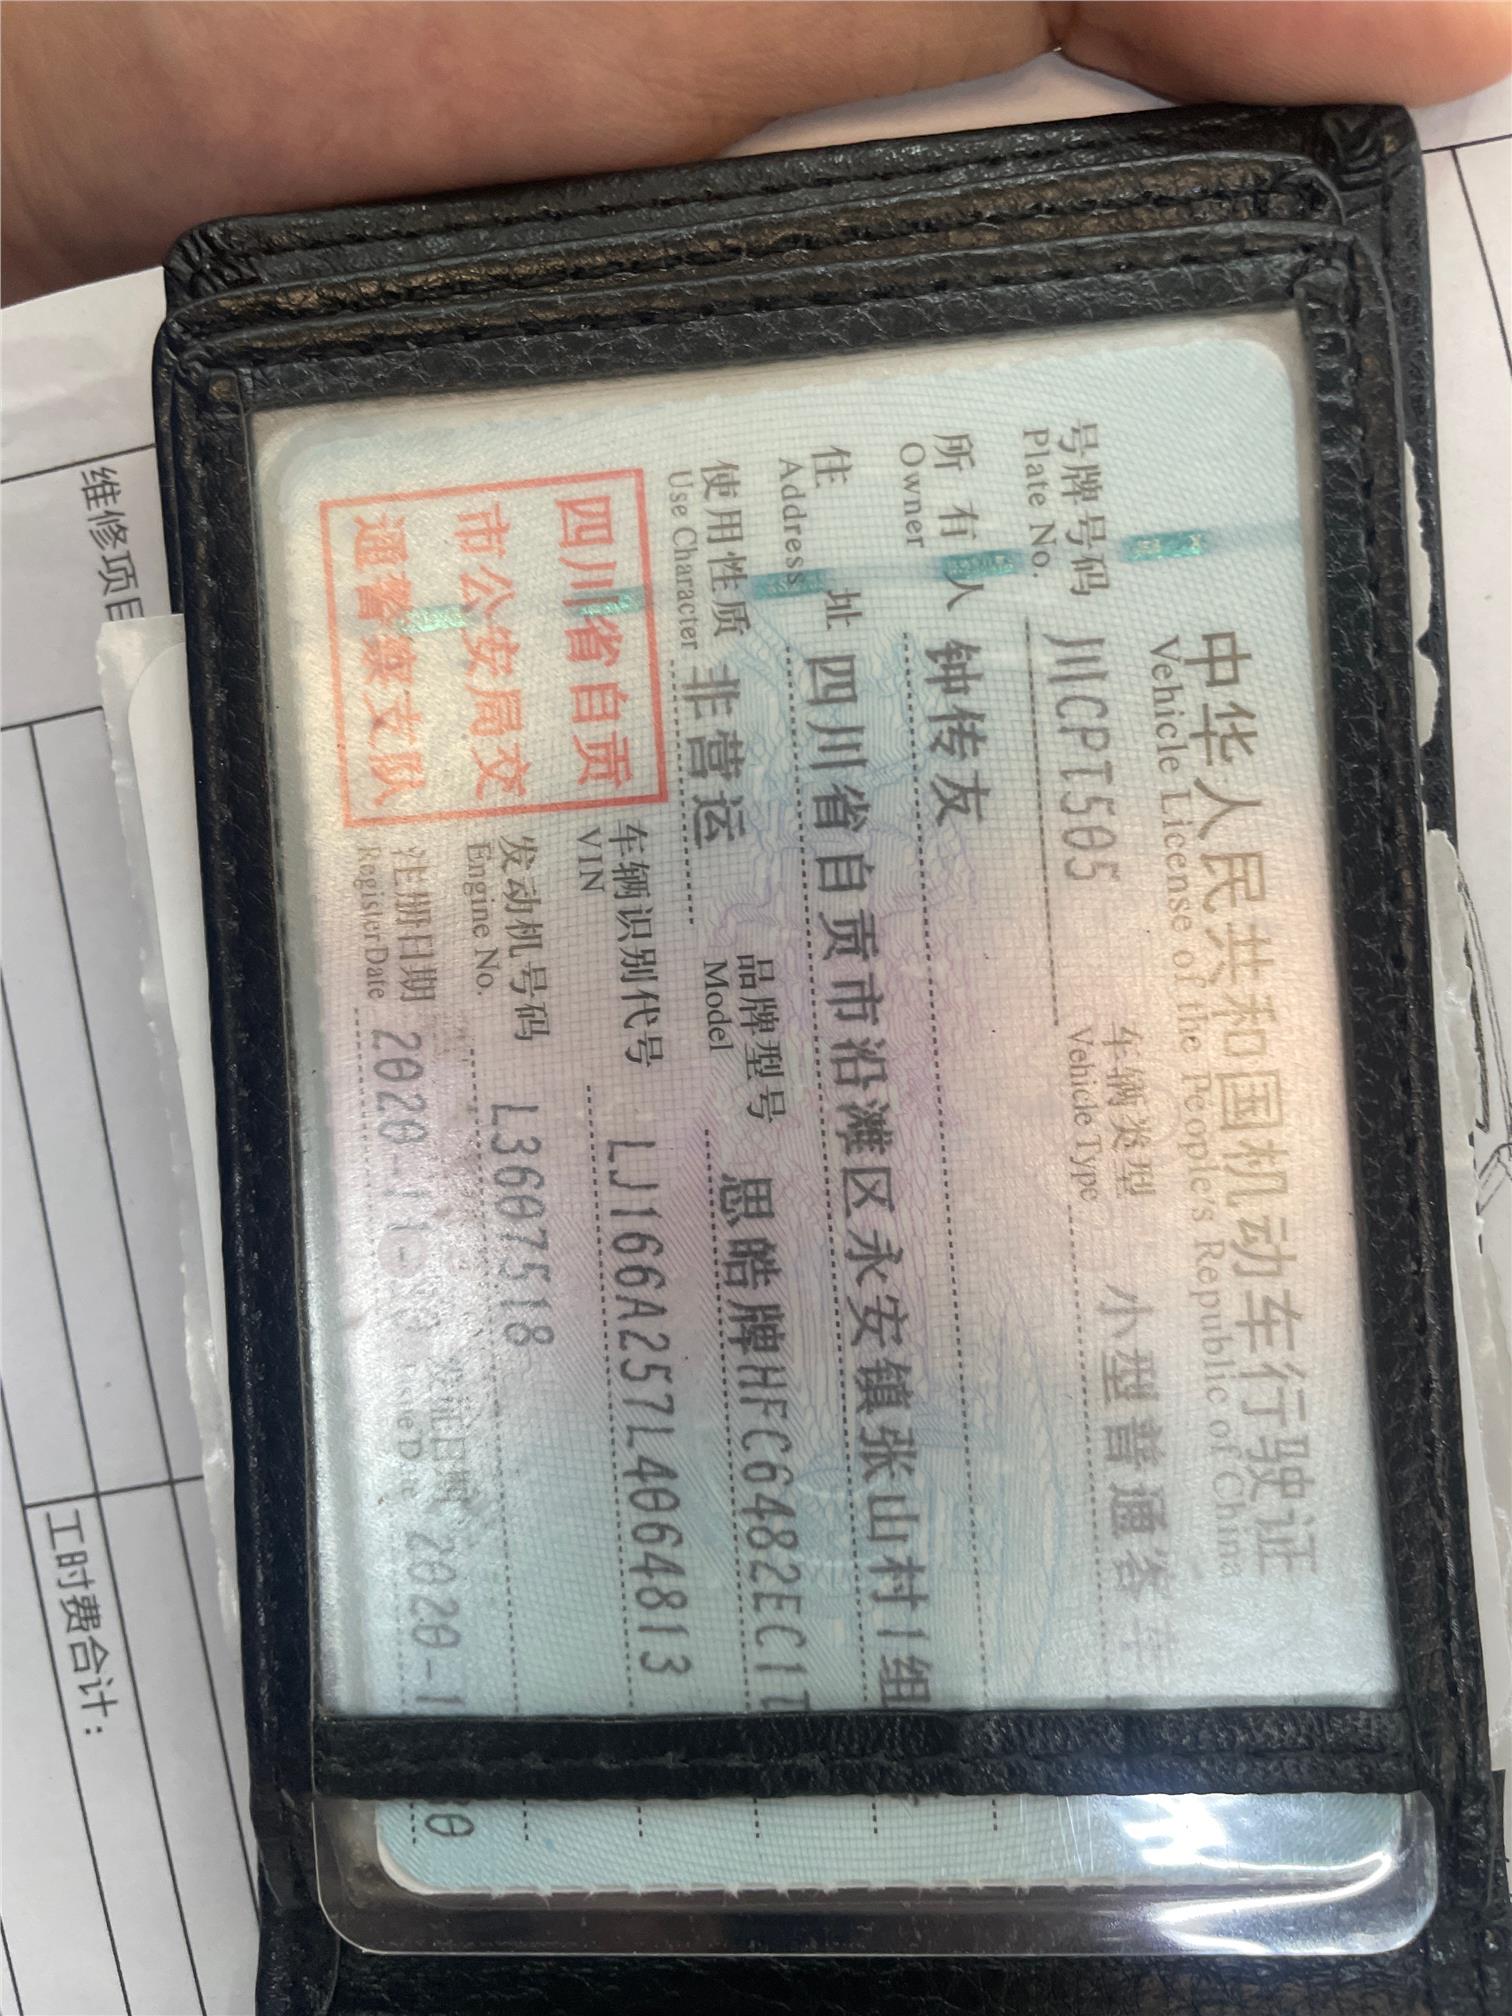 中华人民共和国机动车行驶证
Vehicle License of the People's Republic of China
号牌号码 川CPT505 车辆类型 小型普通客车
Plate No. Vehicle Type
所有人 钟传友
Owner
住址 四川省自贡市沿滩区永安镇张山村1组
Address
使用性质 非营运 品牌型号 思皓牌HFC6482EC1T
Use Character Model
四川省自贡
市公安局交
通警察支队
车辆识别代号 LJ166A257L4064813
VIN
发动机号码 L3607518
Engine No.
注册日期 2020-11- 发证日期 2020-1
Register Date Issue Date
维修项目
工时费合计：